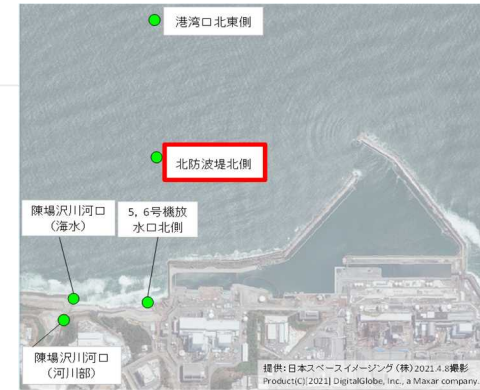 港湾口北東側
北防波堤北側
陳場沢川河口
（海水）
5, 6号機放
水口北側
陳場沢川河口
（河川部）
提供：日本スペースイメージング（株）2021.4.8撮影
Product(C)[2021] DigitalGlobe, Inc., a Maxar company.